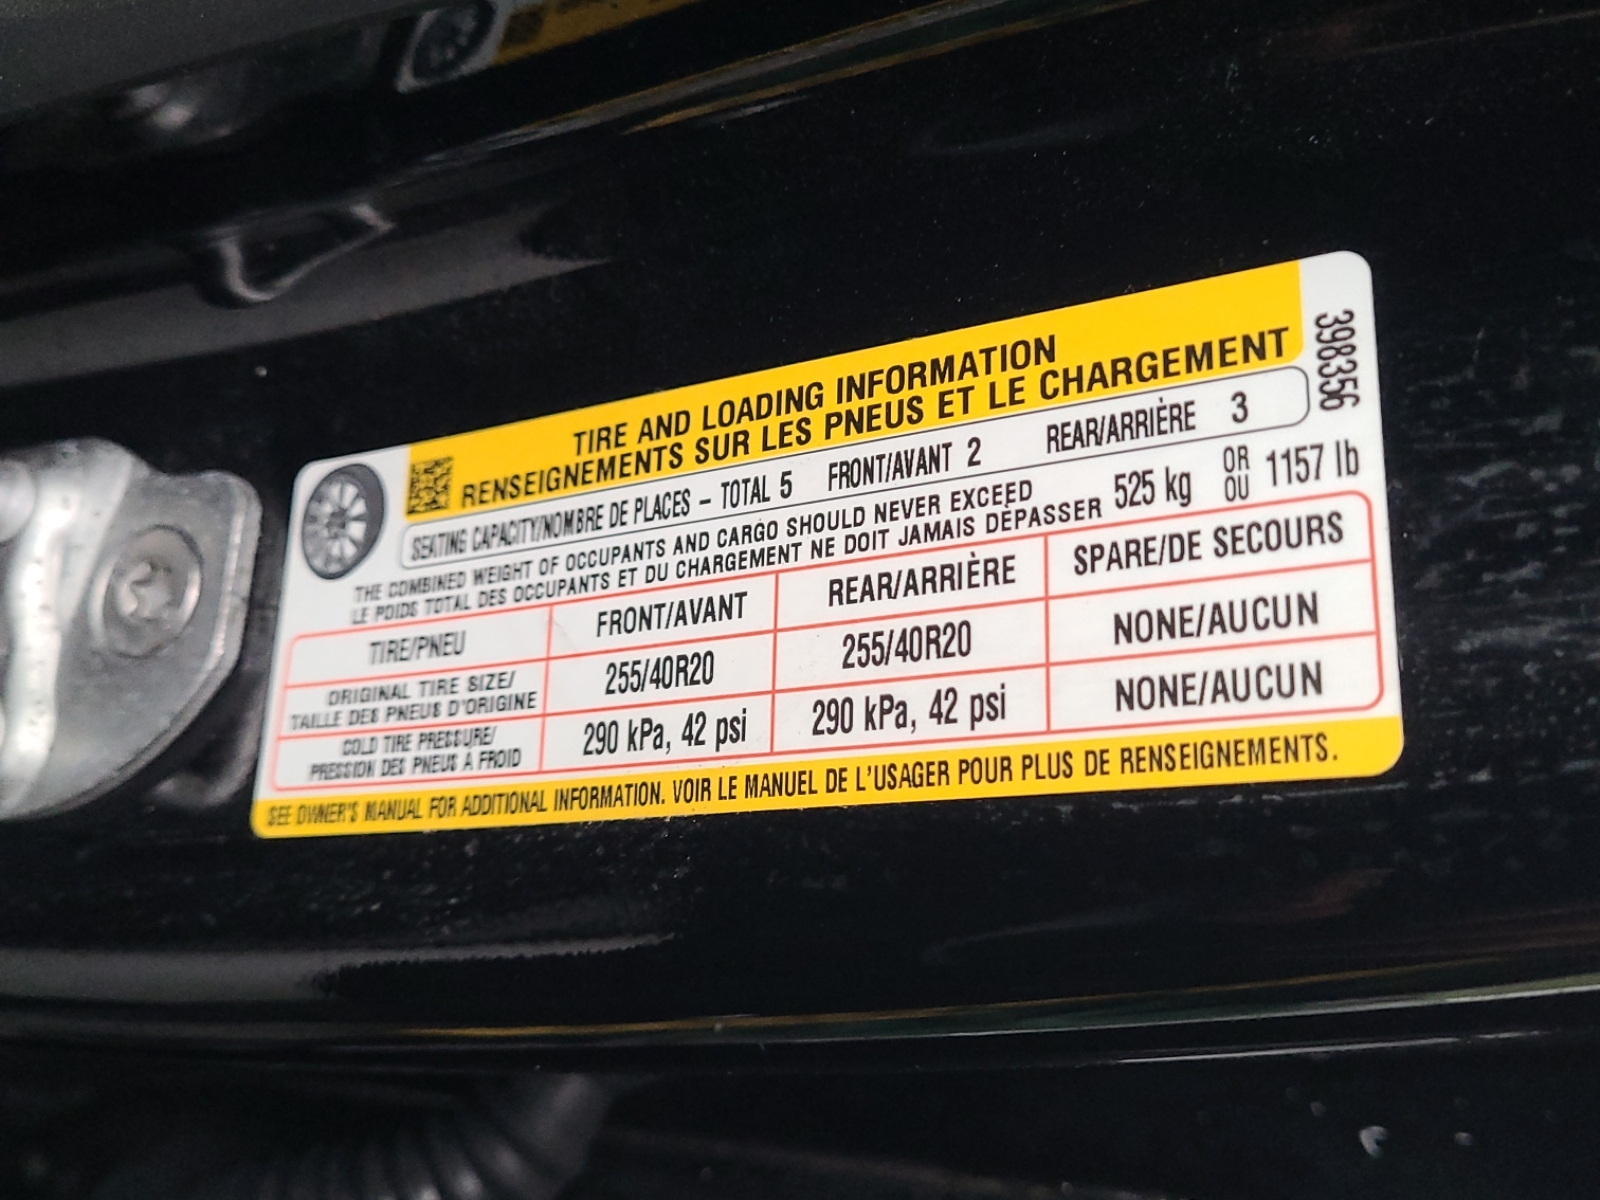 TIRE AND LOADING INFORMATION
RENSEIGNEMENTS SUR LES PNEUS ET LE CHARGEMENT
398356
SEATING CAPACITY/NOMBRE DE PLACES – TOTAL 5 FRONT/AVANT 2 REAR/ARRIÈRE 3
THE COMBINED WEIGHT OF OCCUPANTS AND CARGO SHOULD NEVER EXCEED
LE POIDS TOTAL DES OCCUPANTS ET DU CHARGEMENT NE DOIT JAMAIS DÉPASSER
525 kg OR OU 1157 lb
TIRE/PNEU FRONT/AVANT REAR/ARRIÈRE SPARE/DE SECOURS
ORIGINAL TIRE SIZE/
TAILLE DES PNEUS D'ORIGINE 255/40R20 255/40R20 NONE/AUCUN
COLD TIRE PRESSURE/
PRESSION DES PNEUS A FROID 290 kPa, 42 psi 290 kPa, 42 psi NONE/AUCUN
SEE OWNER'S MANUAL FOR ADDITIONAL INFORMATION. VOIR LE MANUEL DE L'USAGER POUR PLUS DE RENSEIGNEMENTS.